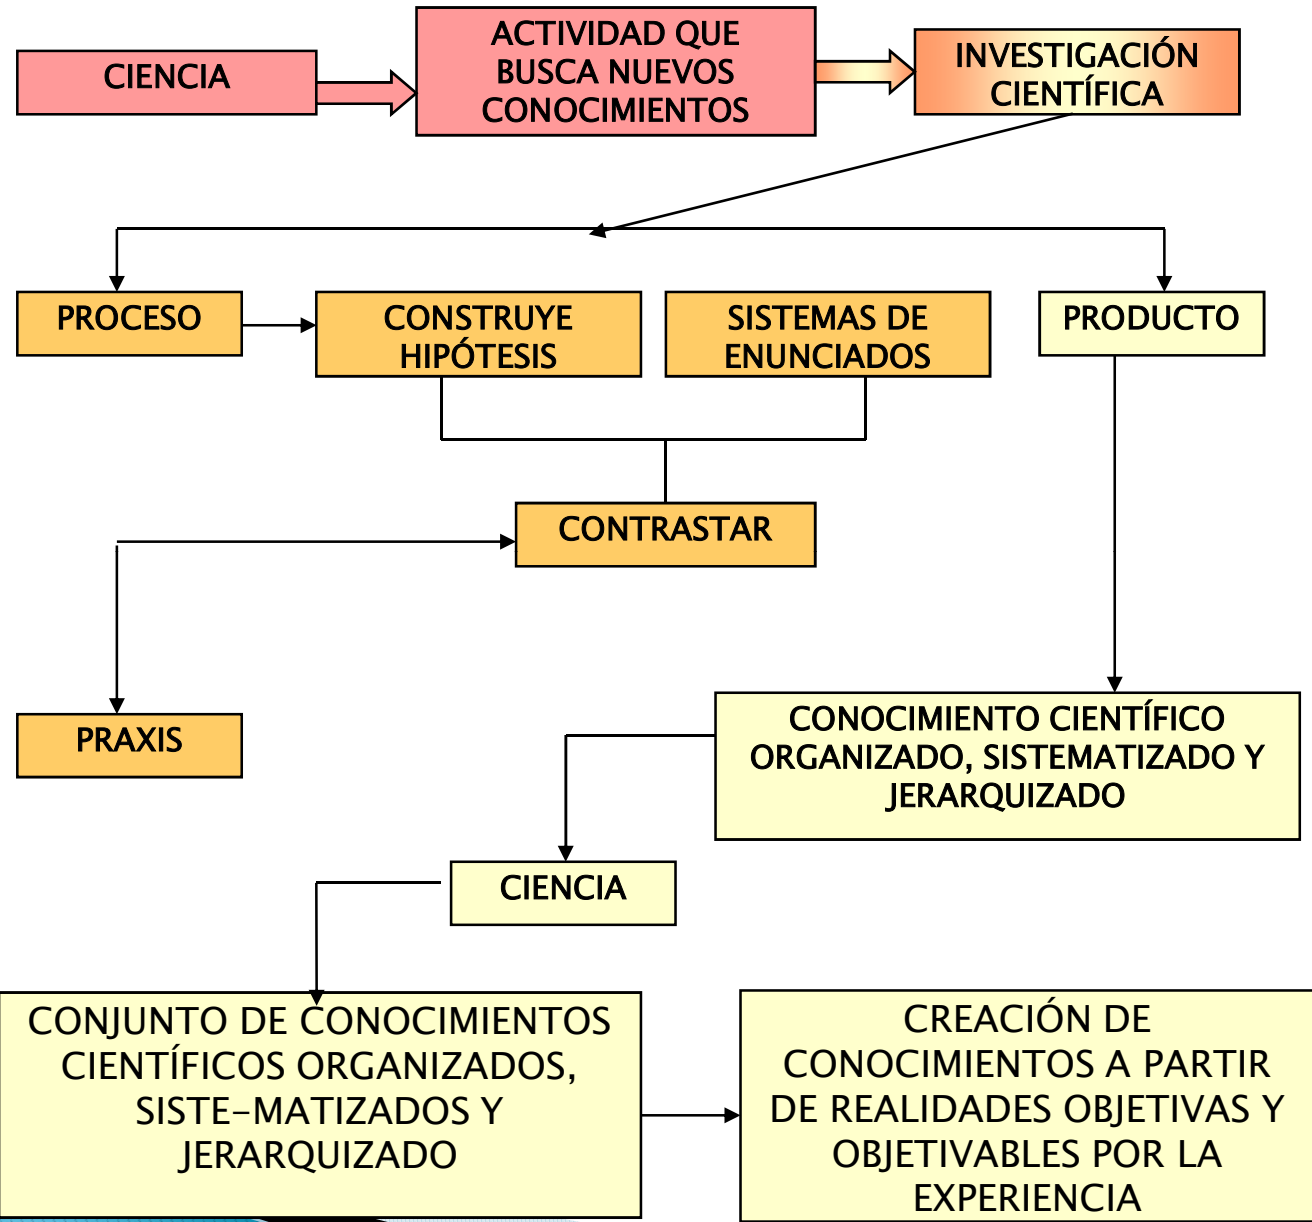 CIENCIA
ACTIVIDAD QUE
BUSCA NUEVOS
CONOCIMIENTOS
INVESTIGACIÓN
CIENTÍFICA
PROCESO
CONSTRUYE
HIPÓTESIS
SISTEMAS DE
ENUNCIADOS
PRODUCTO
CONTRASTAR
PRAXIS
CONOCIMIENTO CIENTÍFICO
ORGANIZADO, SISTEMATIZADO Y
JERARQUIZADO
CIENCIA
CONJUNTO DE CONOCIMIENTOS
CIENTÍFICOS ORGANIZADOS,
SISTE-MATIZADOS Y
JERARQUIZADO
CREACIÓN DE
CONOCIMIENTOS A PARTIR
DE REALIDADES OBJETIVAS Y
OBJETIVABLES POR LA
EXPERIENCIA